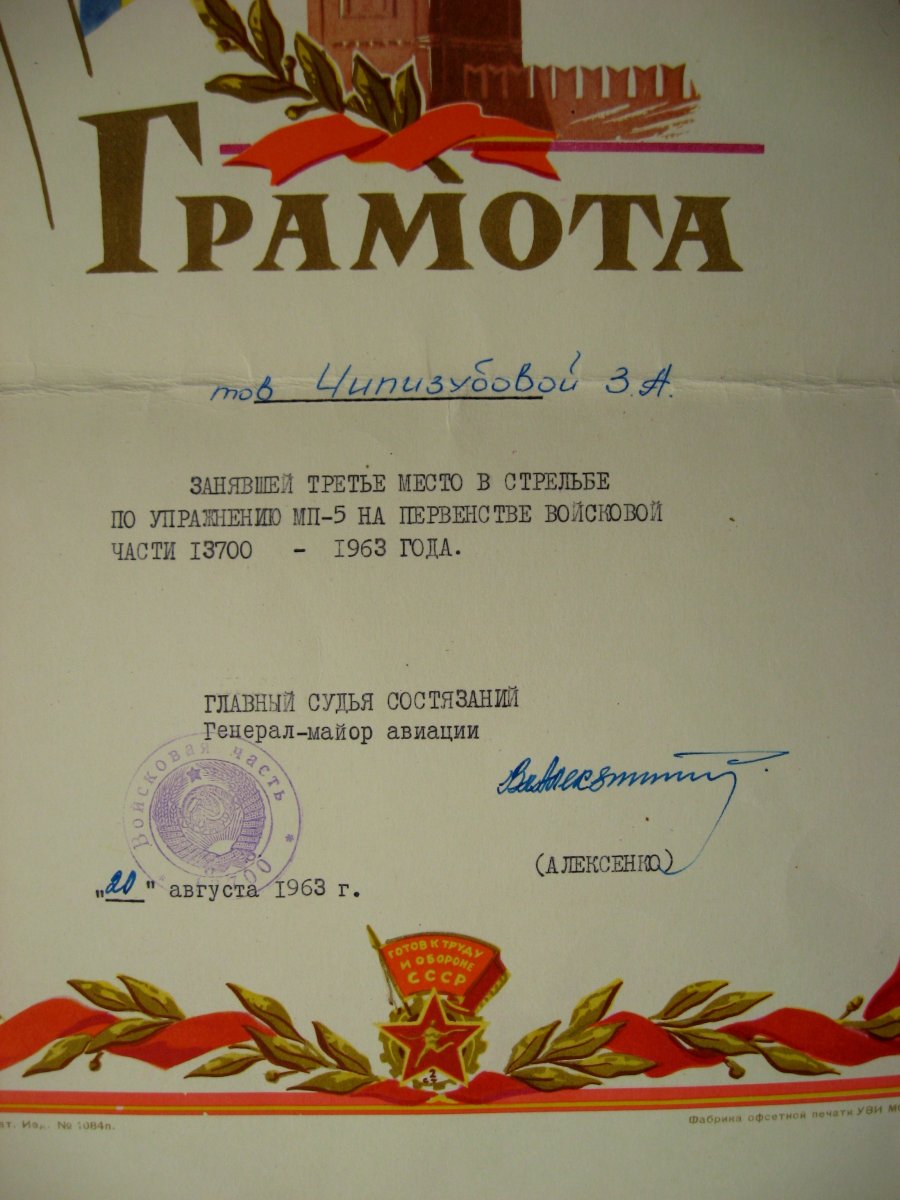 ГРАМОТА
тов Чипизубовой З.А.
ЗАНЯВШЕЙ ТРЕТЬЕ МЕСТО В СТРЕЛЬБЕ
ПО УПРАЖНЕНИЮ МП-5 НА ПЕРВЕНСТВЕ ВОЙСКОВОЙ
ЧАСТИ 13700 - 1963 ГОДА.
ГЛАВНЫЙ СУДЬЯ СОСТЯЗАНИЙ
Генерал-майор авиации
Войсковая часть
(АЛЕКСЕНКО)
"20" августа 1963 г.
ГОТОВ К ТРУДУ
И ОБОРОНЕ
СССР
2
ат. Изд. № 1084п.
Фабрика офсетной печати УВИ М